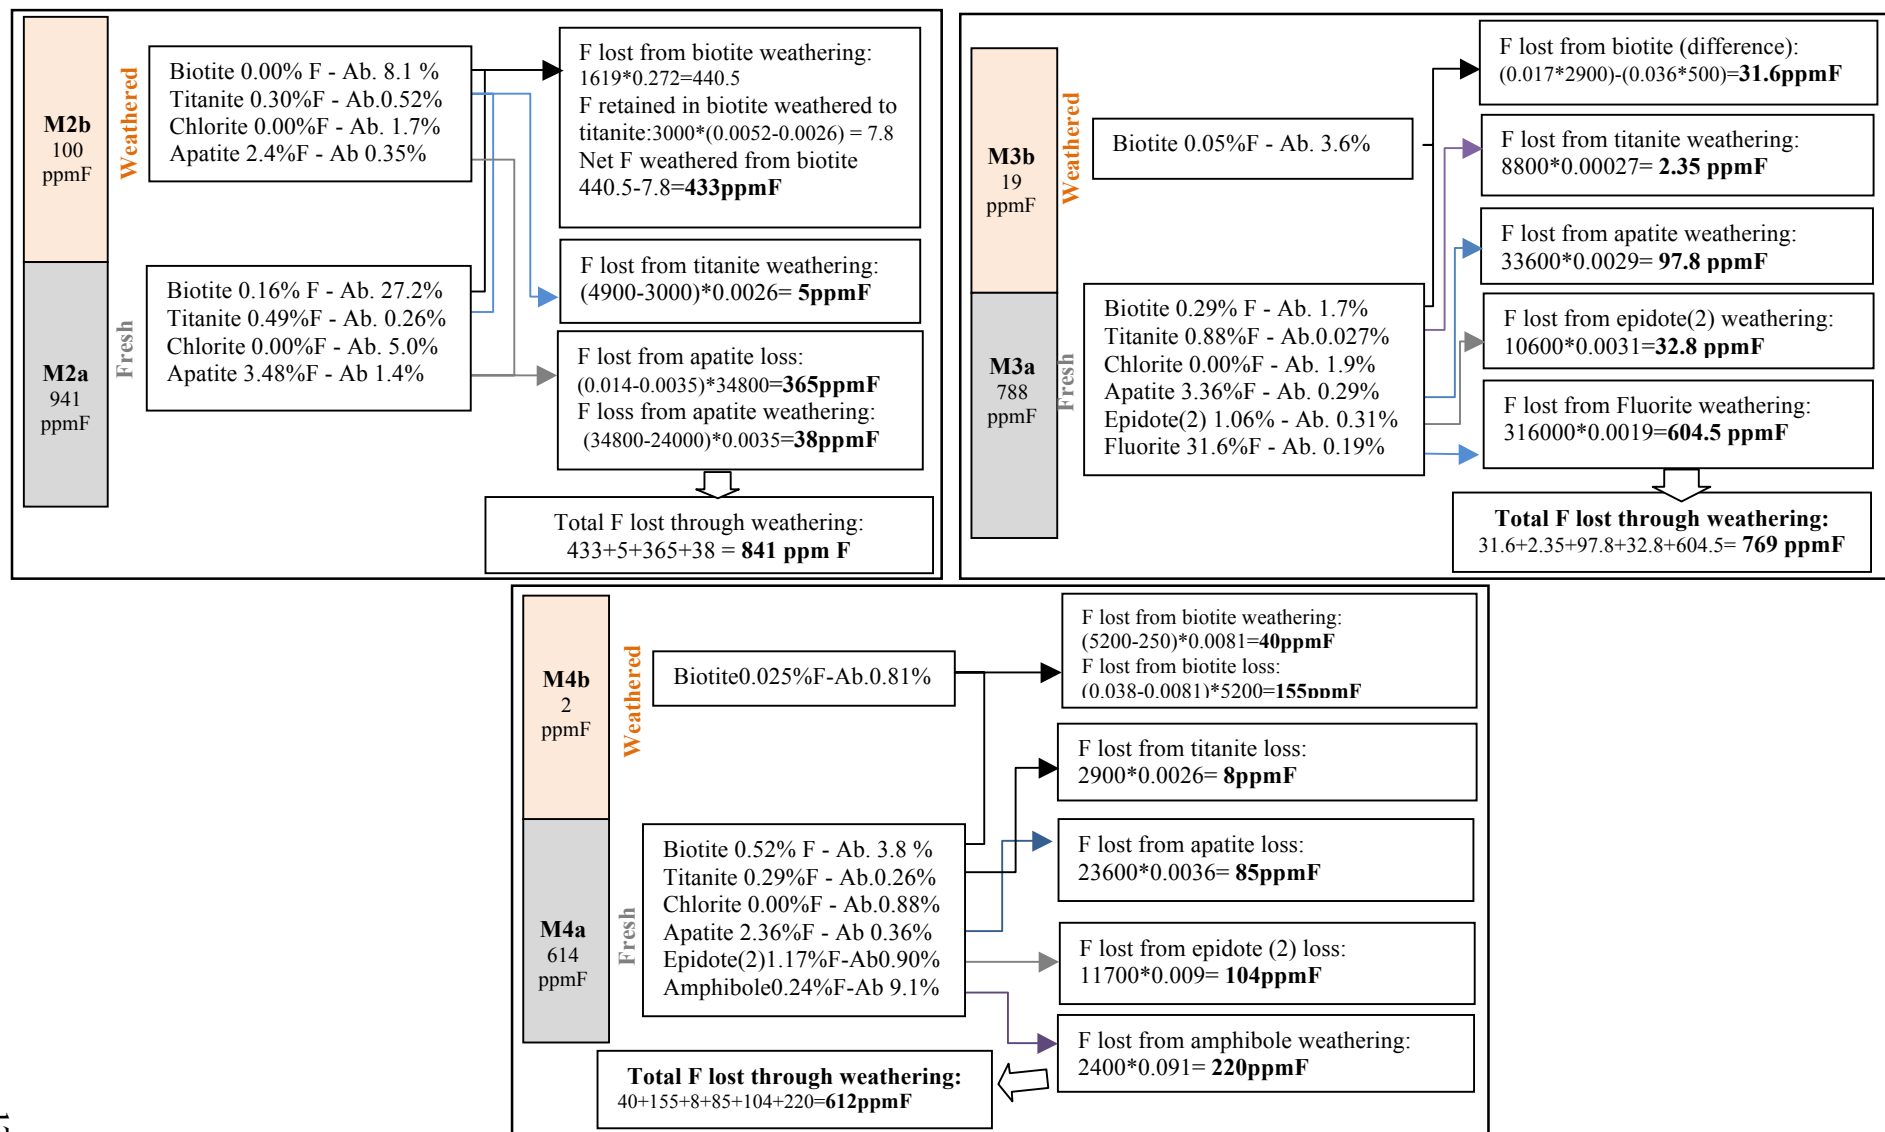 M2b
100
ppmF
Weathered
Biotite 0.00% F - Ab. 8.1 %
Titanite 0.30%F - Ab.0.52%
Chlorite 0.00%F - Ab. 1.7%
Apatite 2.4%F - Ab 0.35%
F lost from biotite weathering:
1619*0.272=440.5
F retained in biotite weathered to
titanite:3000*(0.0052-0.0026) = 7.8
Net F weathered from biotite
440.5-7.8=433ppmF
M2a
941
ppmF
Fresh
Biotite 0.16% F - Ab. 27.2%
Titanite 0.49%F - Ab. 0.26%
Chlorite 0.00%F - Ab. 5.0%
Apatite 3.48%F - Ab 1.4%
F lost from titanite weathering:
(4900-3000)*0.0026= 5ppmF
F lost from apatite loss:
(0.014-0.0035)*34800=365ppmF
F loss from apatite weathering:
(34800-24000)*0.0035=38ppmF
Total F lost through weathering:
433+5+365+38 = 841 ppm F
M3b
19
ppmF
Weathered
Biotite 0.05%F - Ab. 3.6%
F lost from biotite (difference):
(0.017*2900)-(0.036*500)=31.6ppmF
F lost from titanite weathering:
8800*0.00027= 2.35 ppmF
F lost from apatite weathering:
33600*0.0029= 97.8 ppmF
M3a
788
ppmF
Fresh
Biotite 0.29% F - Ab. 1.7%
Titanite 0.88%F - Ab.0.027%
Chlorite 0.00%F - Ab. 1.9%
Apatite 3.36%F - Ab. 0.29%
Epidote(2) 1.06% - Ab. 0.31%
Fluorite 31.6%F - Ab. 0.19%
F lost from epidote(2) weathering:
10600*0.0031=32.8 ppmF
F lost from Fluorite weathering:
316000*0.0019=604.5 ppmF
Total F lost through weathering:
31.6+2.35+97.8+32.8+604.5= 769 ppmF
M4b
2
ppmF
Weathered
Biotite0.025%F-Ab.0.81%
F lost from biotite weathering:
(5200-250)*0.0081=40ppmF
F lost from biotite loss:
(0.038-0.0081)*5200=155ppmF
F lost from titanite loss:
2900*0.0026= 8ppmF
M4a
614
ppmF
Fresh
Biotite 0.52% F - Ab. 3.8 %
Titanite 0.29%F - Ab.0.26%
Chlorite 0.00%F - Ab.0.88%
Apatite 2.36%F - Ab 0.36%
Epidote(2)1.17%F-Ab0.90%
Amphibole0.24%F-Ab 9.1%
F lost from apatite loss:
23600*0.0036= 85ppmF
F lost from epidote (2) loss:
11700*0.009= 104ppmF
F lost from amphibole weathering:
2400*0.091= 220ppmF
Total F lost through weathering:
40+155+8+85+104+220=612ppmF